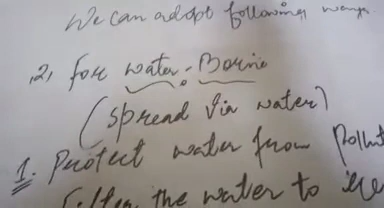 We can adopt following ways
2, for water-Borine
(spread via water)
1. Protect water from Pollut
the water to